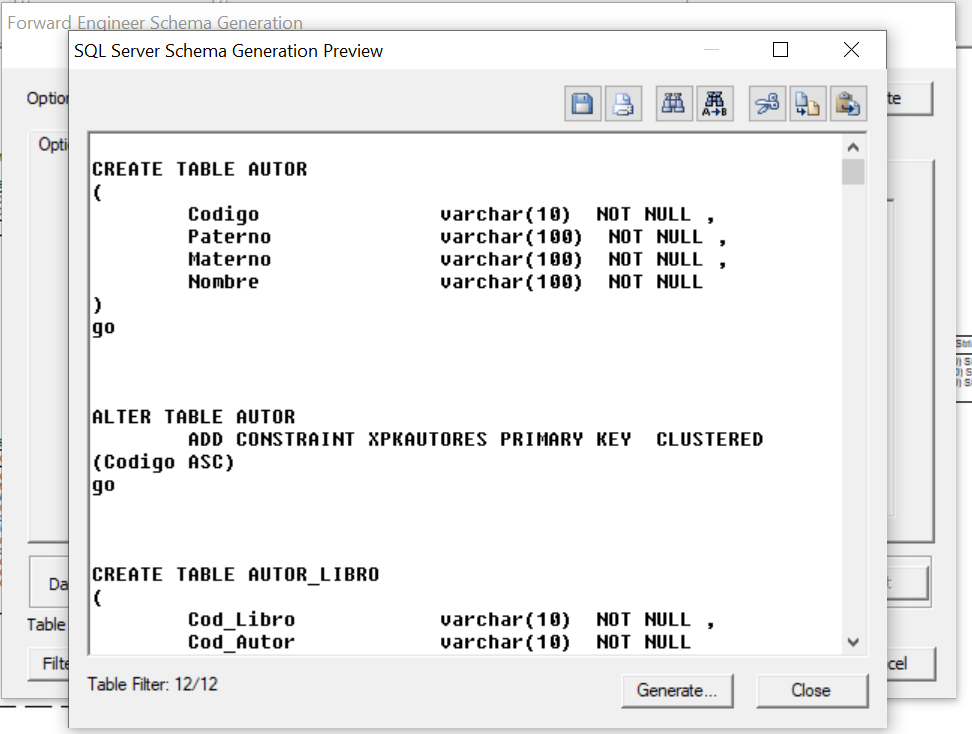 Forward Engineer Schema Generation
SQL Server Schema Generation Preview
A→B
CREATE TABLE AUTOR
(
Codigo varchar(10) NOT NULL ,
Paterno varchar(100) NOT NULL ,
Materno varchar(100) NOT NULL ,
Nombre varchar(100) NOT NULL
)
go
ALTER TABLE AUTOR
ADD CONSTRAINT XPKAUTORES PRIMARY KEY CLUSTERED
(Codigo ASC)
go
CREATE TABLE AUTOR_LIBRO
(
Cod_Libro varchar(10) NOT NULL ,
Cod_Autor varchar(10) NOT NULL
Table
Table Filter: 12/12
Generate...
Close